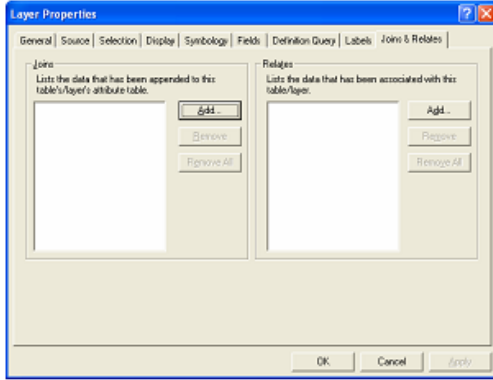 Layer Properties
General Source Selection Display Symbology Fields Definition Query Labels Joins & Relates
Joins
Lists the data that has been appended to this
table's/layer's attribute table.
Add...
Remove
Remove All
Relates
Lists the data that has been associated with this
table/layer.
Add...
Remove
Remove All
OK Cancel Apply